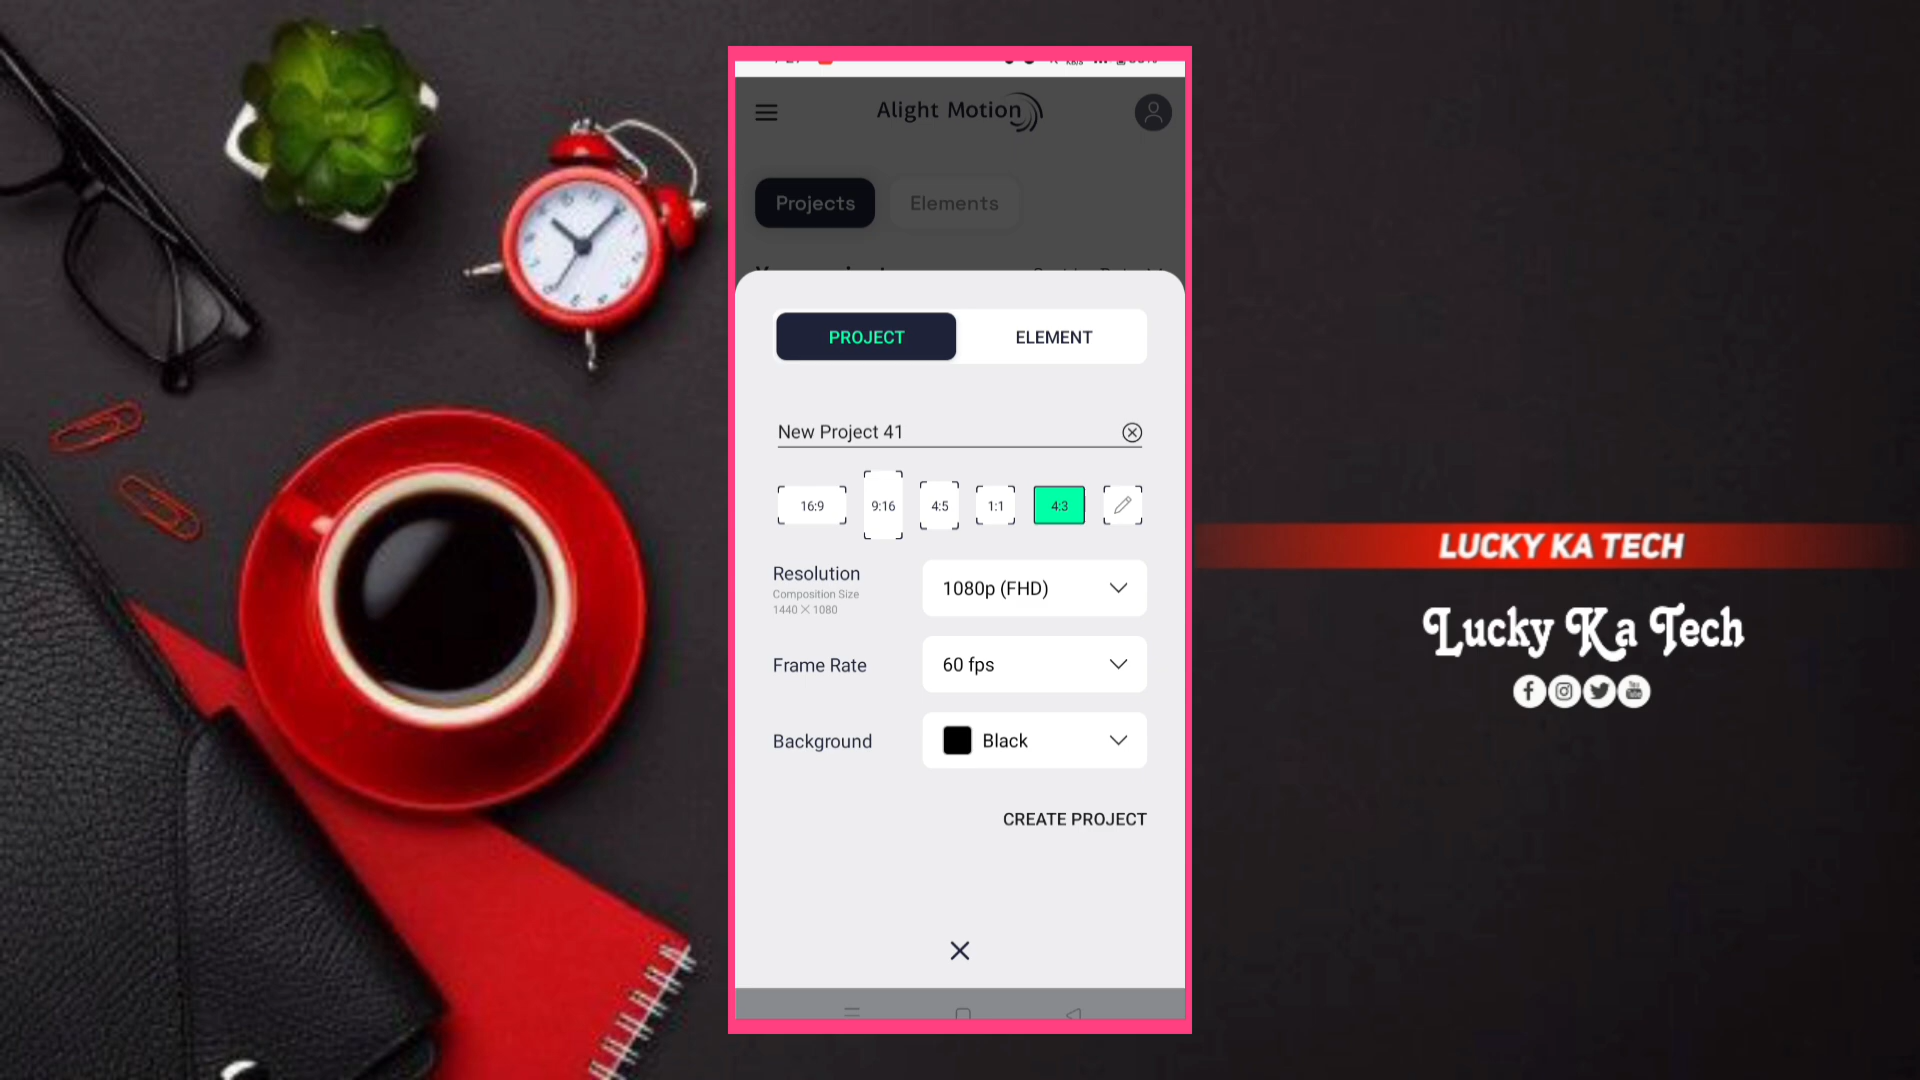 Alight Motion
Projects
Elements
PROJECT
ELEMENT
New Project 41
16:9
9:16
4:5
1:1
4:3
Resolution
Composition Size
1440 X 1080
1080p (FHD)
Frame Rate
60 fps
Background
Black
CREATE PROJECT
LUCKY KA TECH
Lucky Ka Tech